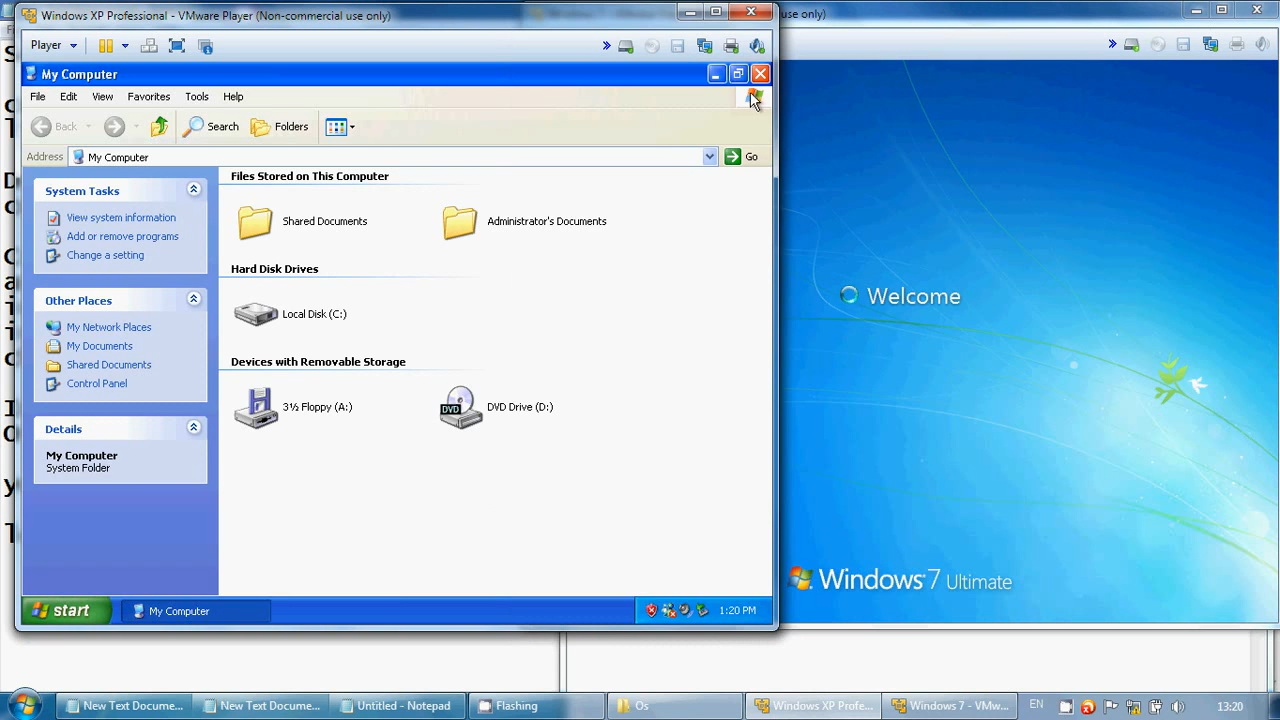 Windows XP Professional - VMware Player (Non-commercial use only)
use only)
Player
My Computer
File Edit View Favorites Tools Help
Back Search Folders
Address My Computer Go
System Tasks
View system information
Add or remove programs
Change a setting
Other Places
My Network Places
My Documents
Shared Documents
Control Panel
Details
My Computer
System Folder
Files Stored on This Computer
Shared Documents Administrator's Documents
Hard Disk Drives
Local Disk (C:)
Devices with Removable Storage
3½ Floppy (A:) DVD Drive (D:)
DVD
Welcome
Windows 7 Ultimate
start My Computer 1:20 PM
New Text Docume... New Text Docume... Untitled - Notepad Flashing Os Windows XP Profe... Windows 7 - VMw... EN 13:20